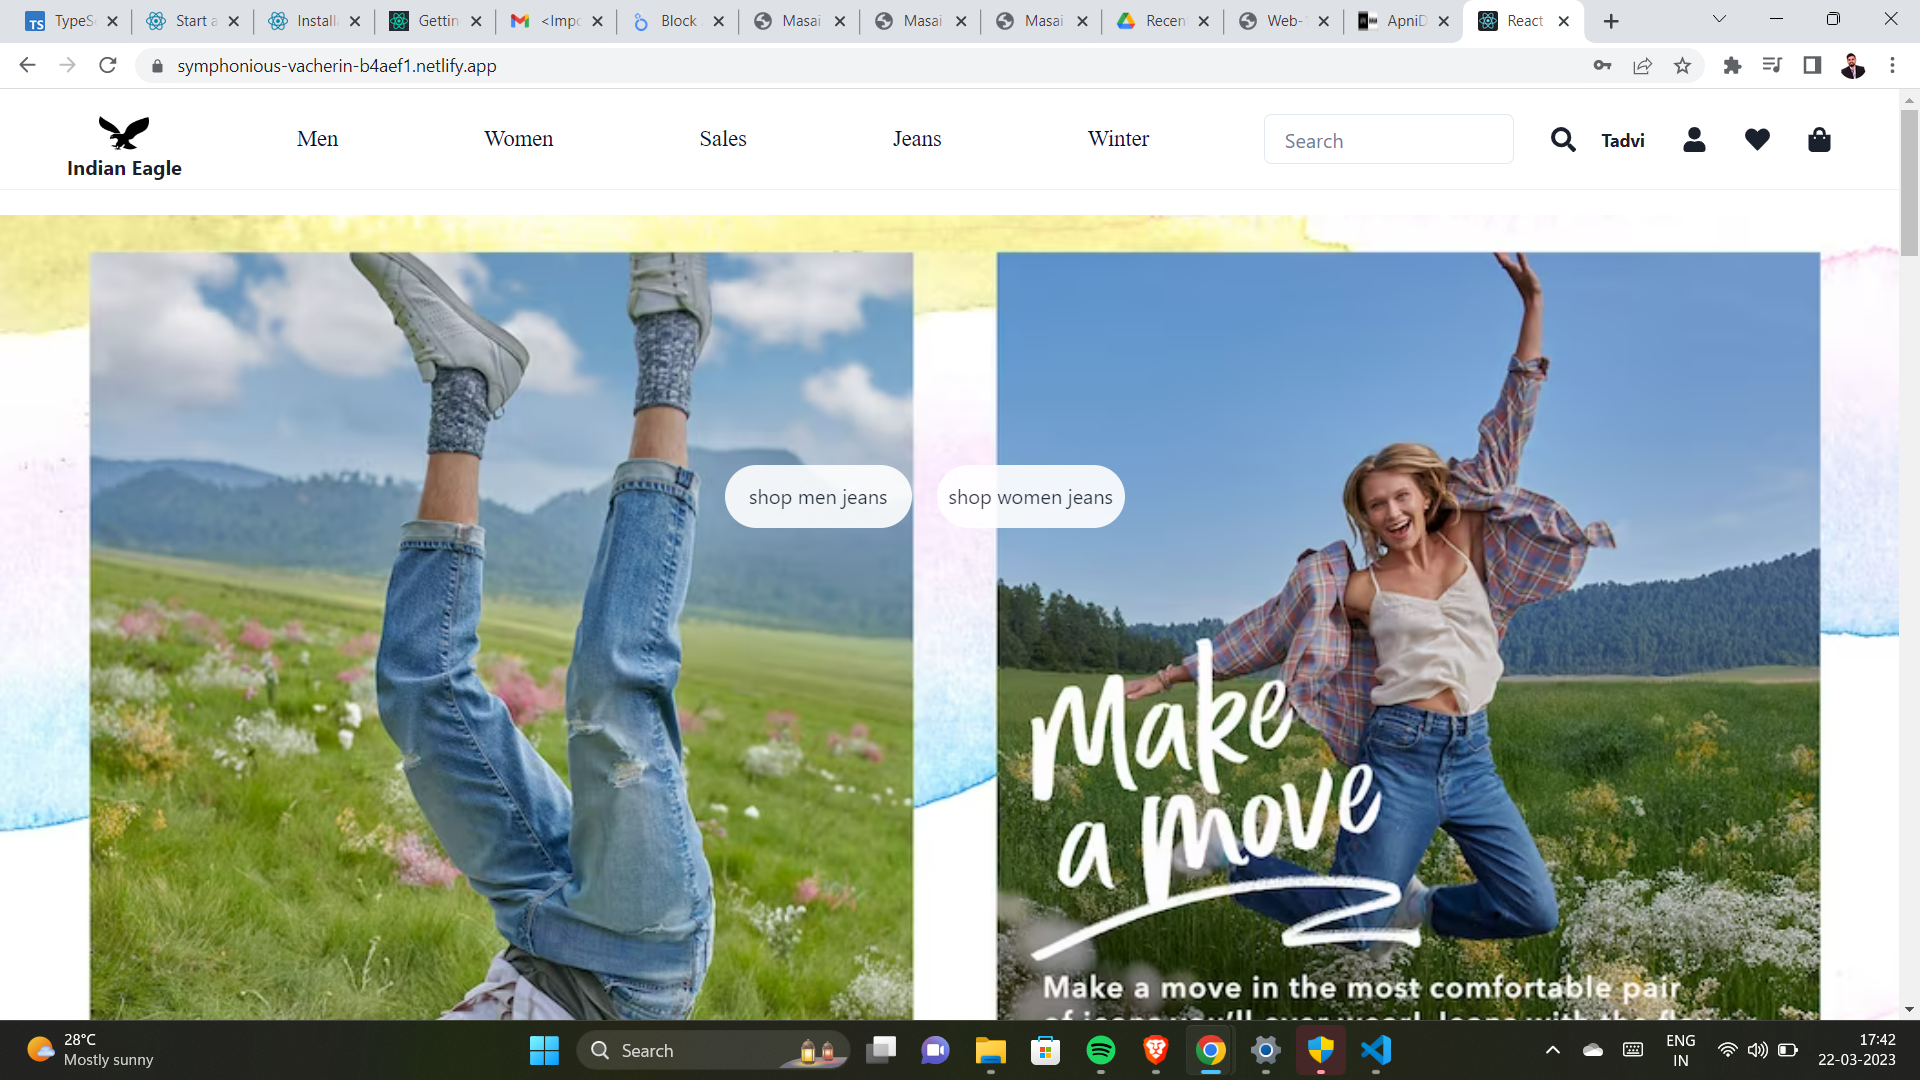 TypeS
Start a
Install
Gettin
<Impo
Block
Masai
Masai
Masai
Recen
Web-
ApniD
React
symphonious-vacherin-b4aef1.netlify.app
Indian Eagle
Men
Women
Sales
Jeans
Winter
Search
Tadvi
shop men jeans
shop women jeans
Make
a move
Make a move in the most comfortable pair
28°C
Mostly sunny
Search
ENG
IN
17:42
22-03-2023